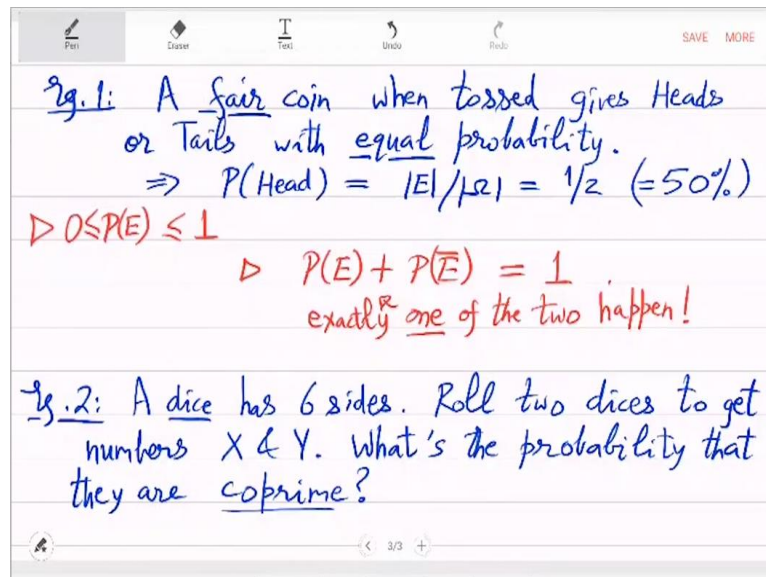 Pen Eraser Text Undo Redo SAVE MORE
Eg.1: A fair coin when tossed gives Heads
or Tails with equal probability.
⇒ P(Head) = |E|/|Ω| = 1/2 (=50%)
▷ 0≤P(E) ≤ 1
▷ P(E) + P(E̅) = 1.
exactly one of the two happen!
Eg.2: A dice has 6 sides. Roll two dices to get
numbers X & Y. What's the probability that
they are coprime?
3/3